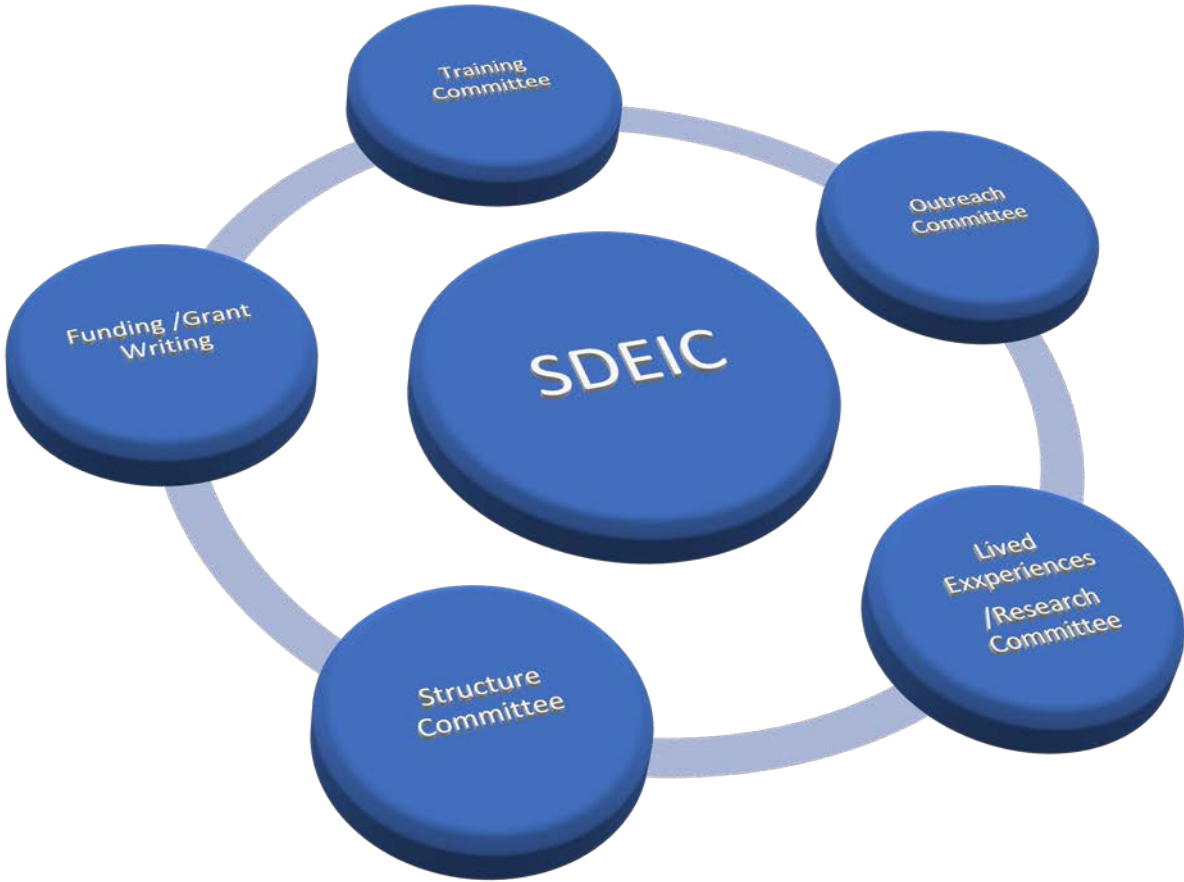 Training
Committee
Outreach
Committee
Funding /Grant
Writing
SDEIC
Lived
Exxperiences
/Research
Committee
Structure
Committee